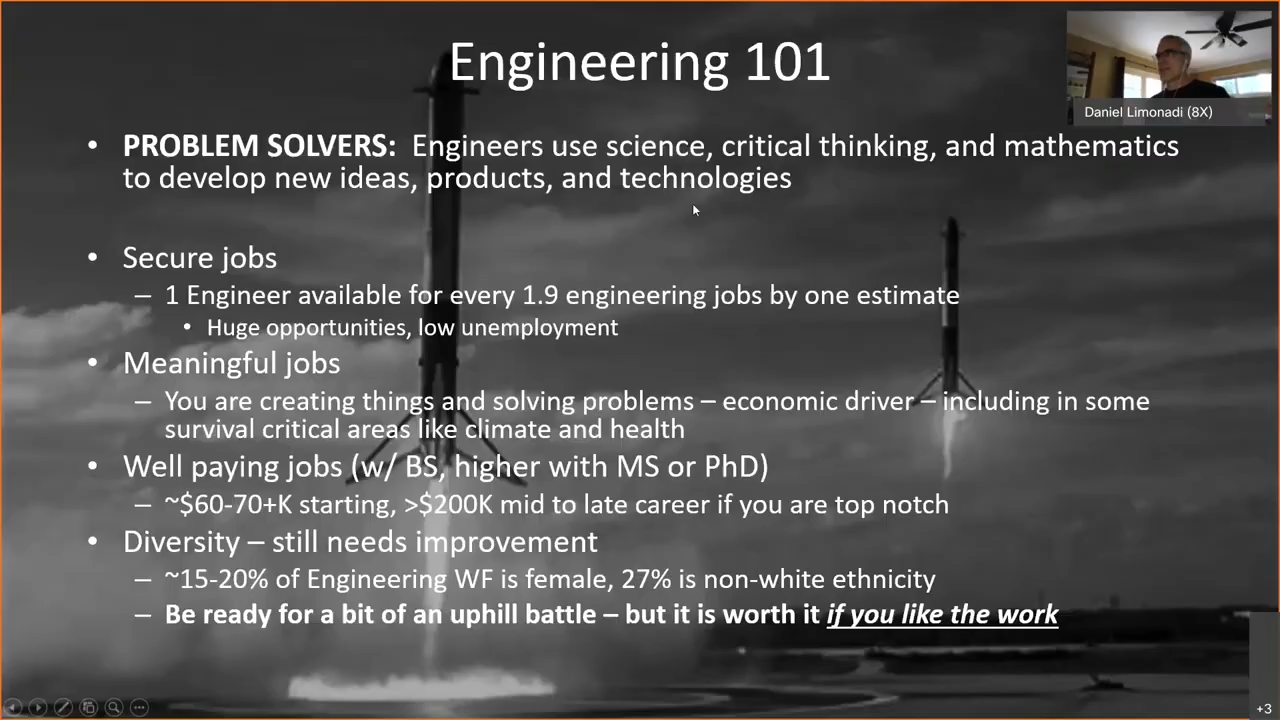 Engineering 101
Daniel Limonadi (8X)
• PROBLEM SOLVERS: Engineers use science, critical thinking, and mathematics
to develop new ideas, products, and technologies
• Secure jobs
– 1 Engineer available for every 1.9 engineering jobs by one estimate
• Huge opportunities, low unemployment
• Meaningful jobs
– You are creating things and solving problems – economic driver – including in some
survival critical areas like climate and health
• Well paying jobs (w/ BS, higher with MS or PhD)
– ~$60-70+K starting, >$200K mid to late career if you are top notch
• Diversity – still needs improvement
– ~15-20% of Engineering WF is female, 27% is non-white ethnicity
– Be ready for a bit of an uphill battle – but it is worth it if you like the work
+3